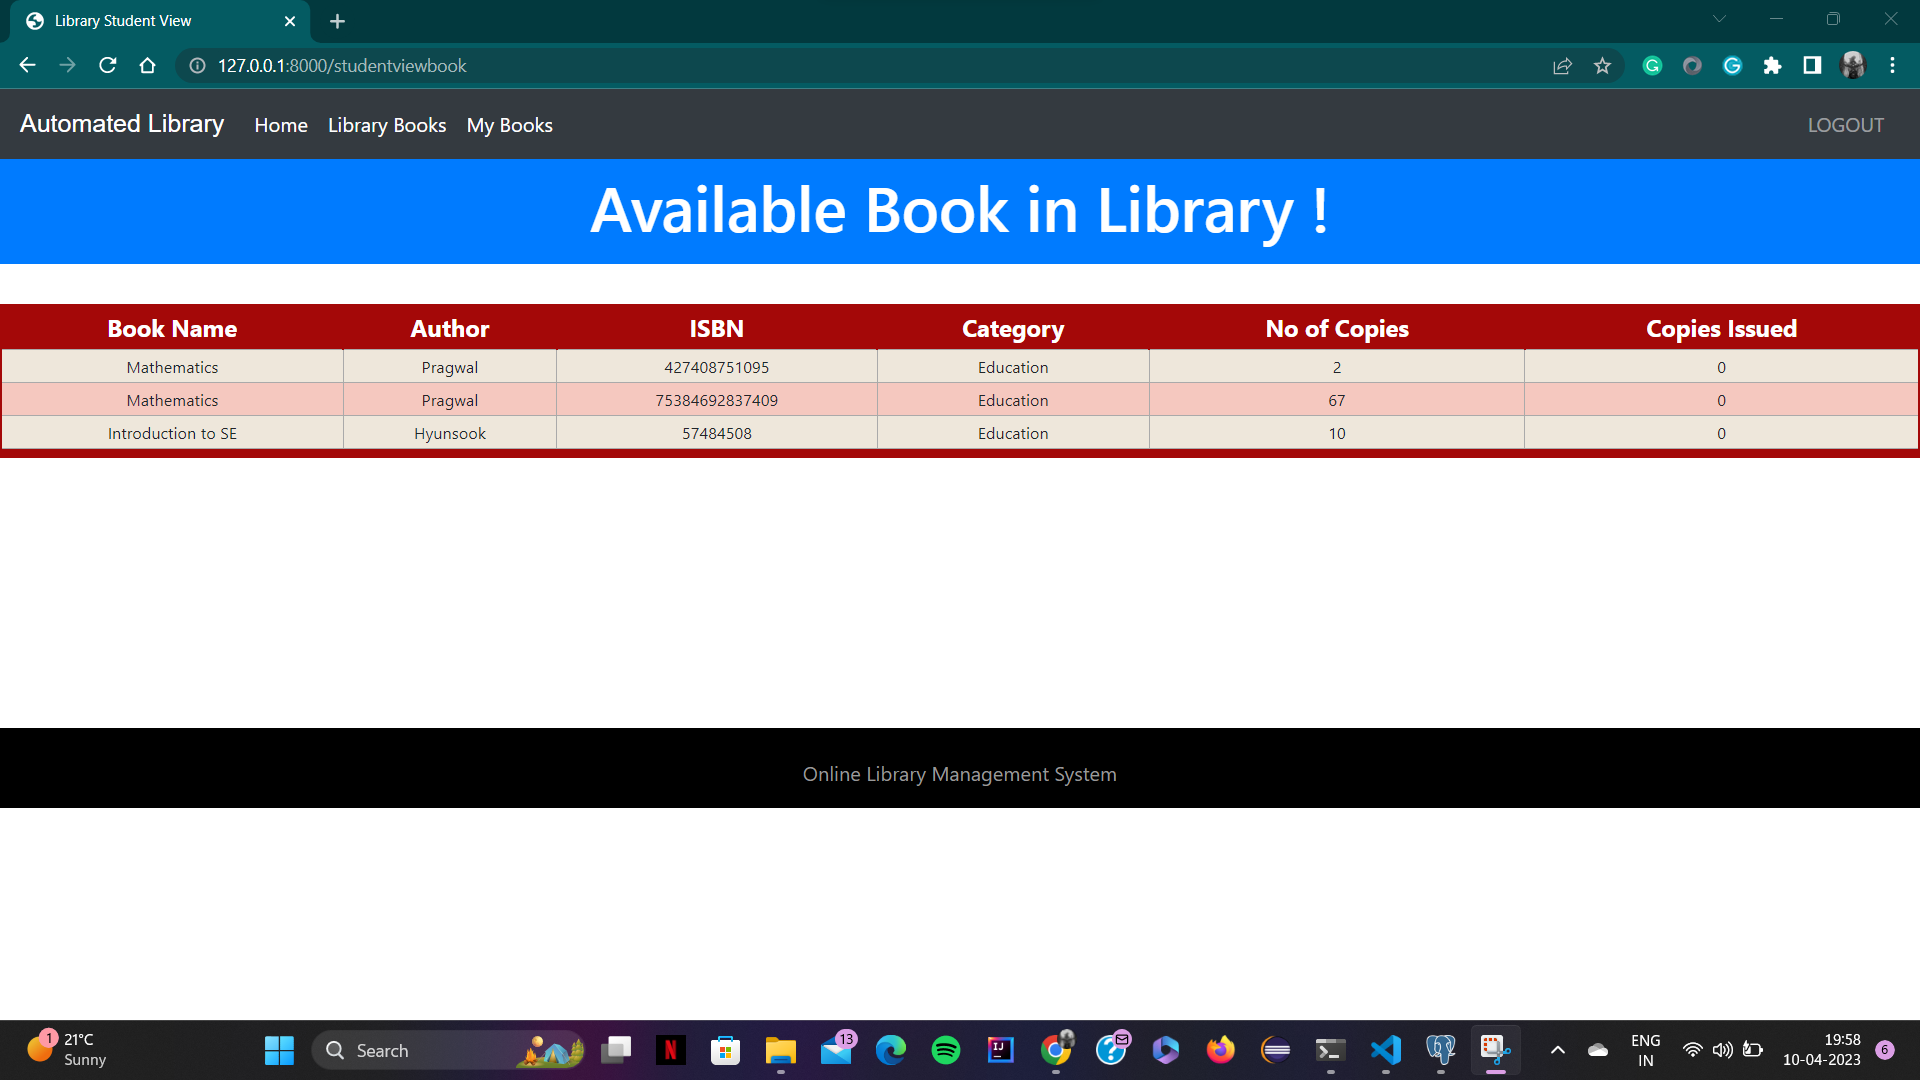 Library Student View
127.0.0.1:8000/studentviewbook
Automated Library Home Library Books My Books LOGOUT
Available Book in Library !
Book Name Author ISBN Category No of Copies Copies Issued
Mathematics Pragwal 427408751095 Education 2 0
Mathematics Pragwal 75384692837409 Education 67 0
Introduction to SE Hyunsook 57484508 Education 10 0
Online Library Management System
1 21°C
Sunny
Search
13
ENG
IN
19:58
10-04-2023
6